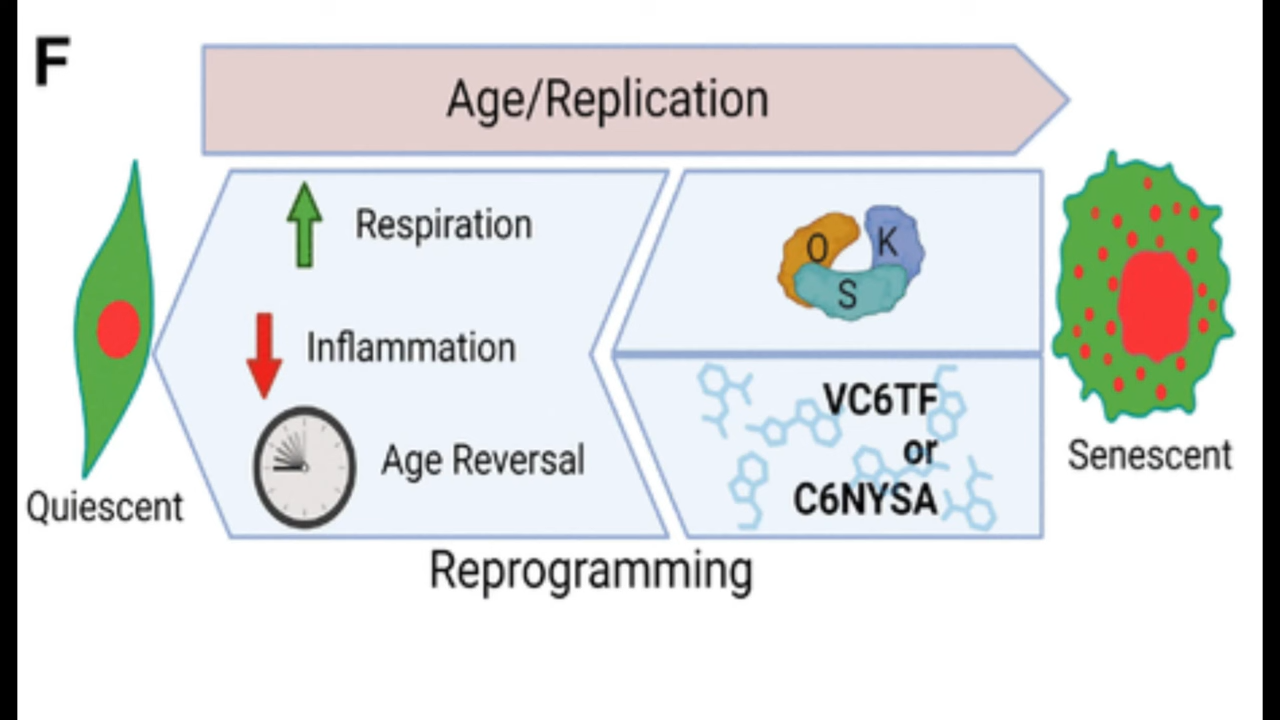 F
Age/Replication
Respiration
Inflammation
Age Reversal
O
K
S
VC6TF
or
C6NYSA
Quiescent
Senescent
Reprogramming